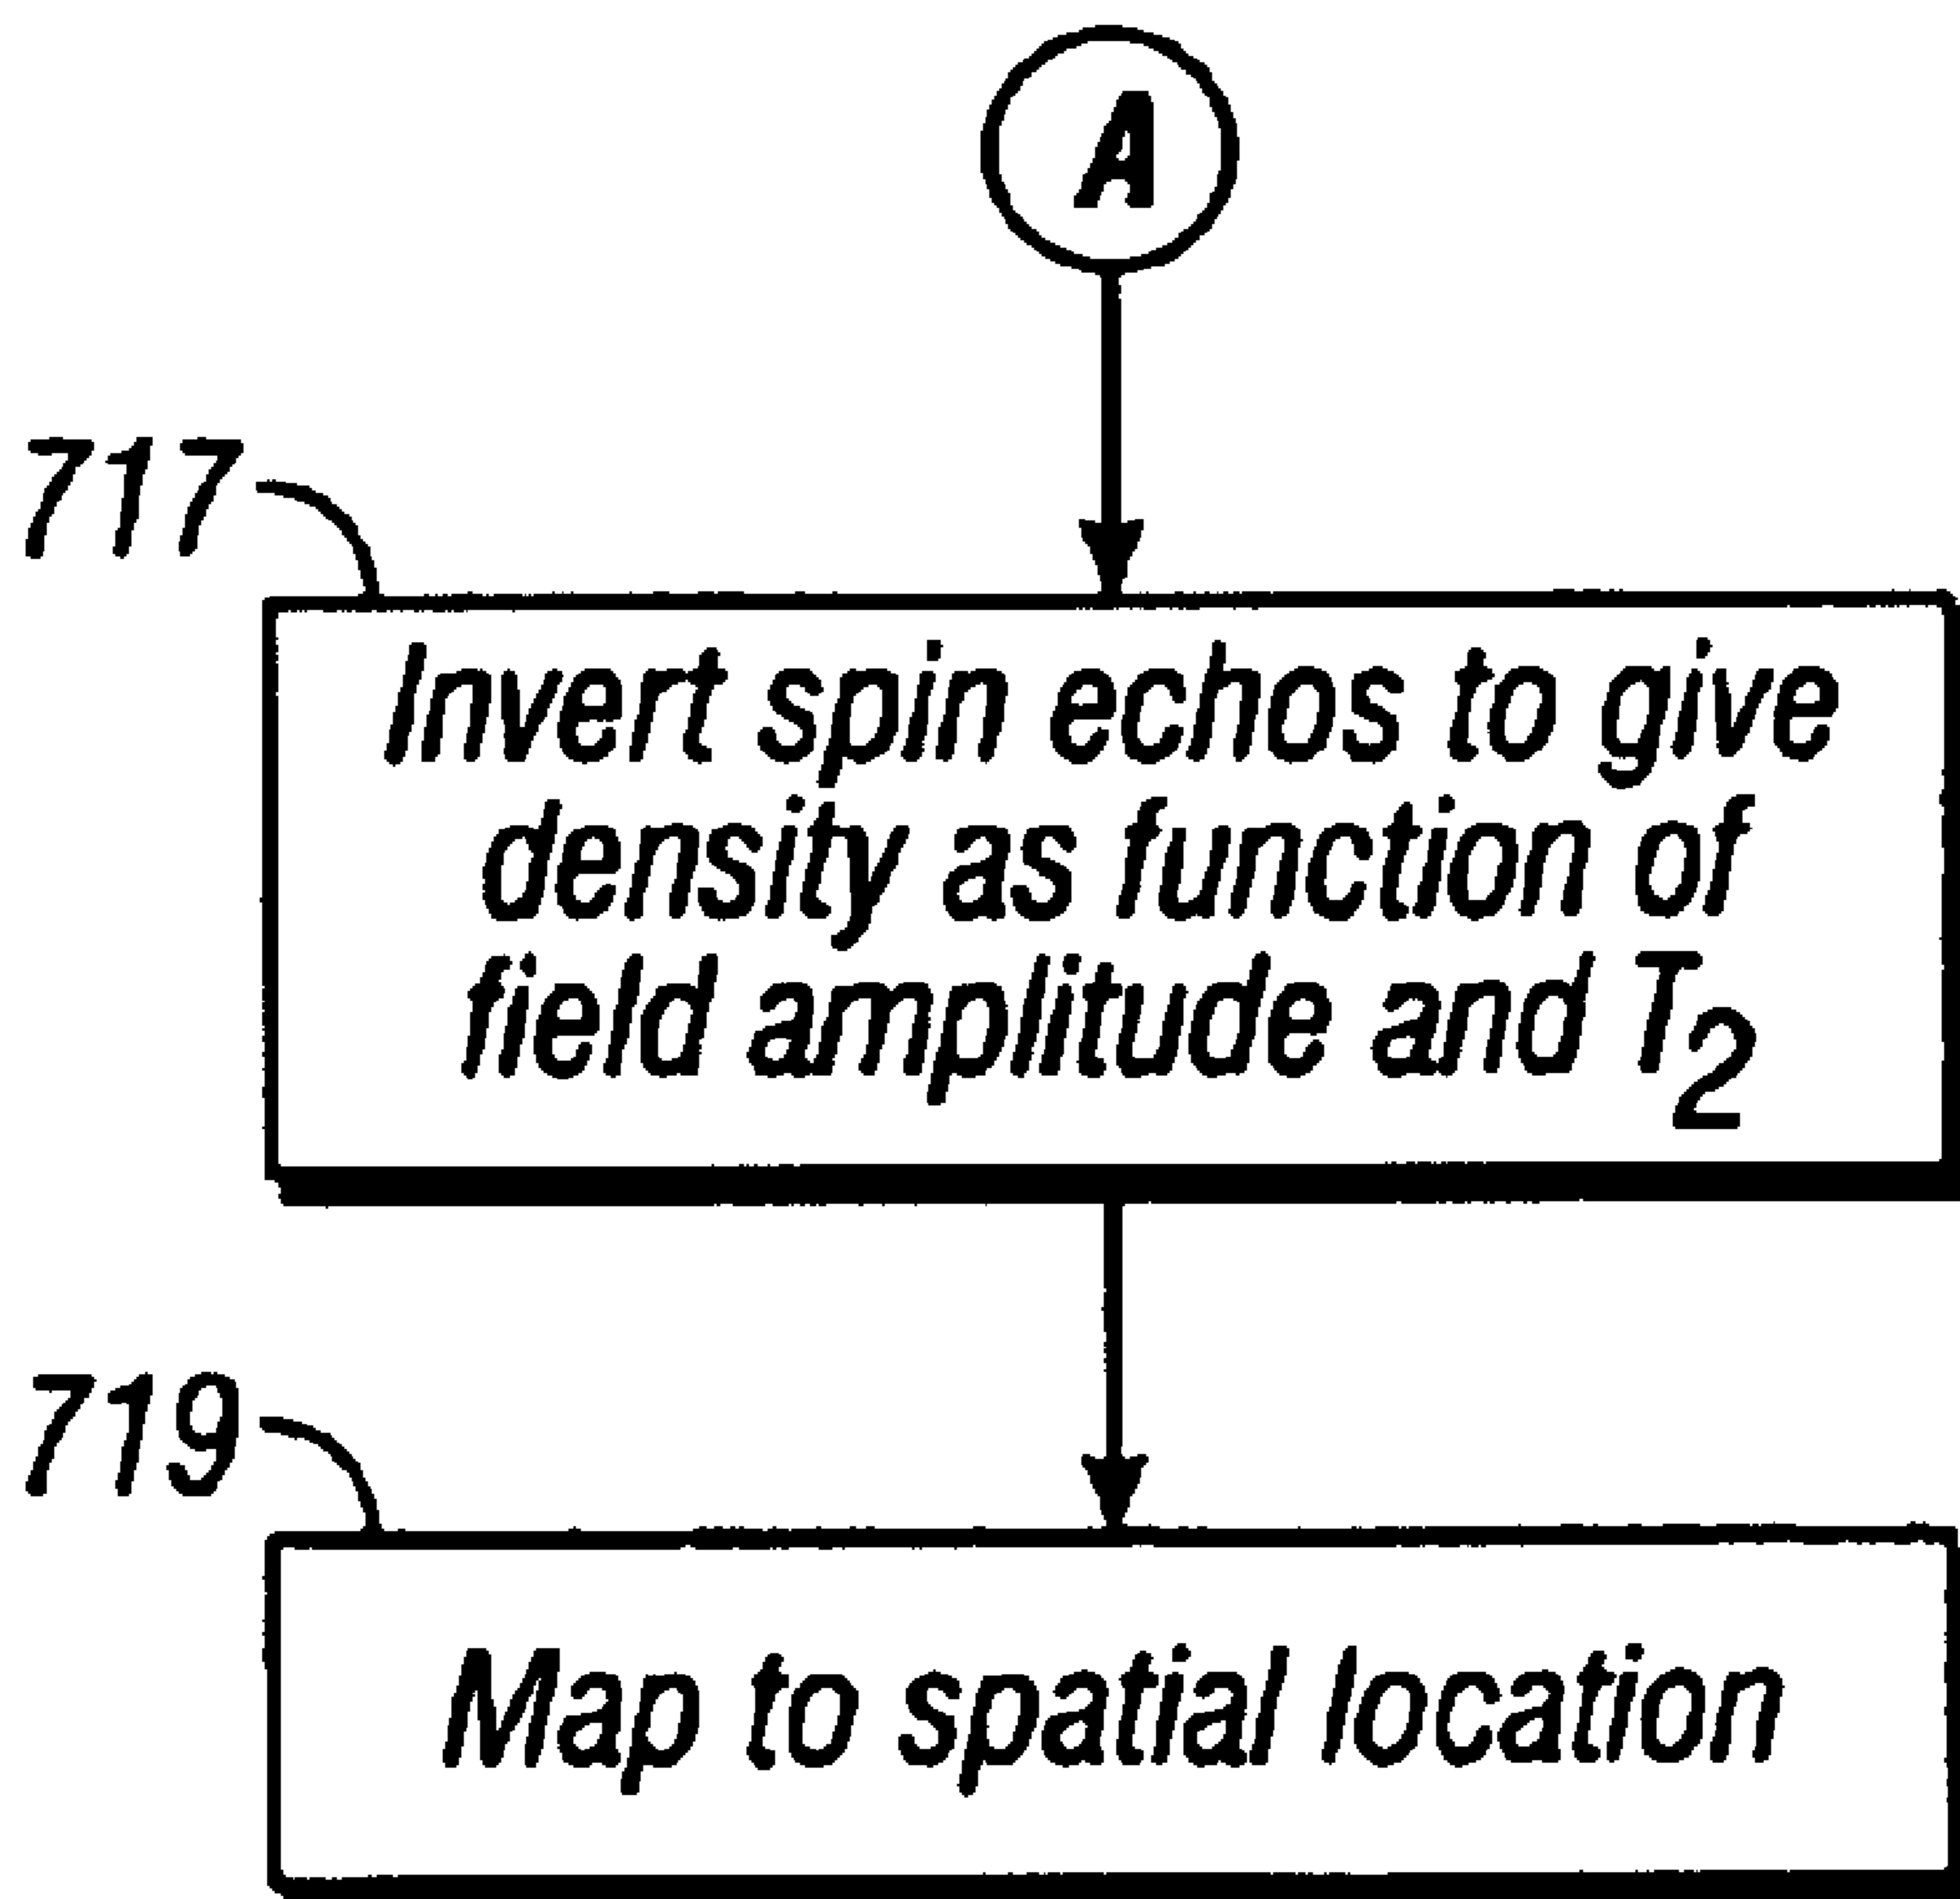 A
717
Invert spin echos to give
density as function of
field amplitude and T₂
719
Map to spatial location